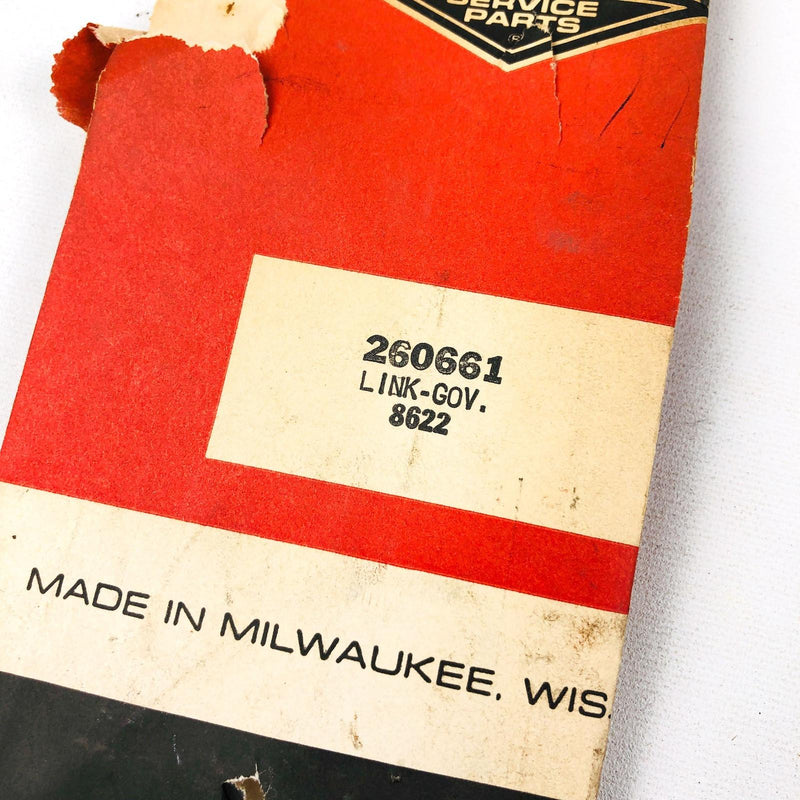 SERVICE
PARTS
®
260661
LINK-GOV.
8622
MADE IN MILWAUKEE, WIS.